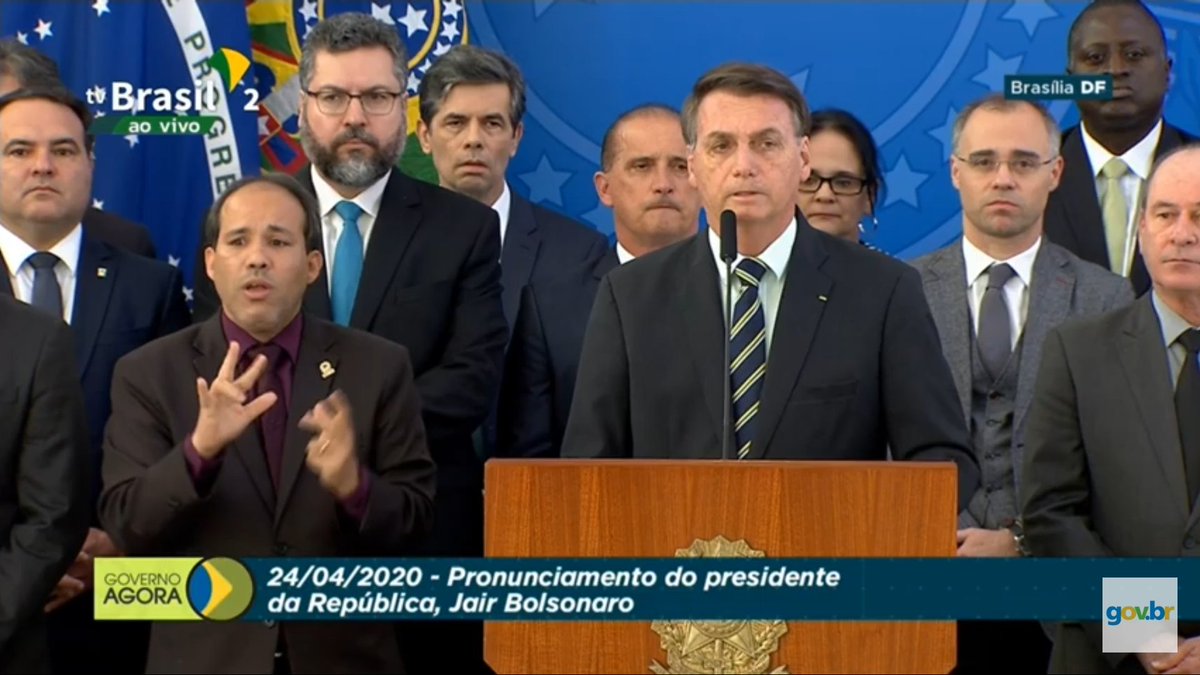 PROGRE
tv Brasil 2
ao vivo
Brasília DF
GOVERNO
AGORA
24/04/2020 - Pronunciamento do presidente
da República, Jair Bolsonaro
gov.br